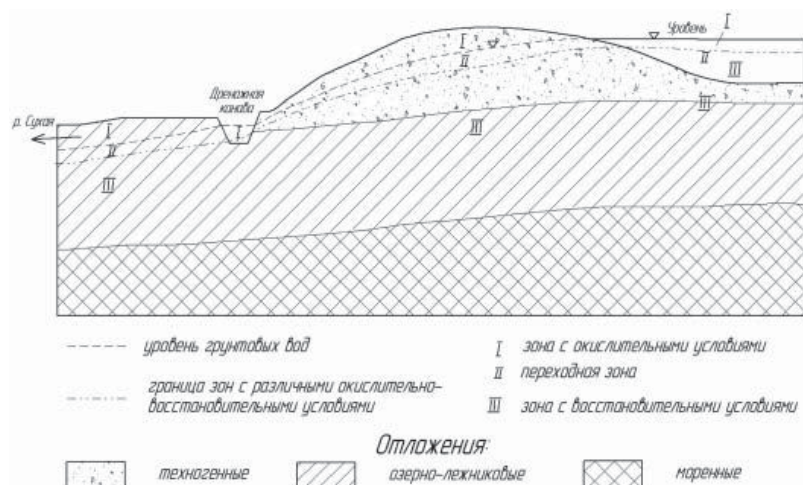 Уровень
I
I
II
II
III
Дренажная
канава
III
р. Сухая
I
I
III
II
III
уровень грунтовых вод
I зона с окислительными условиями
II переходная зона
граница зон с различными окислительно-
восстановительными условиями
III зона с восстановительными условиями
Отложения:
техногенные
озерно-лежниковые
моренные